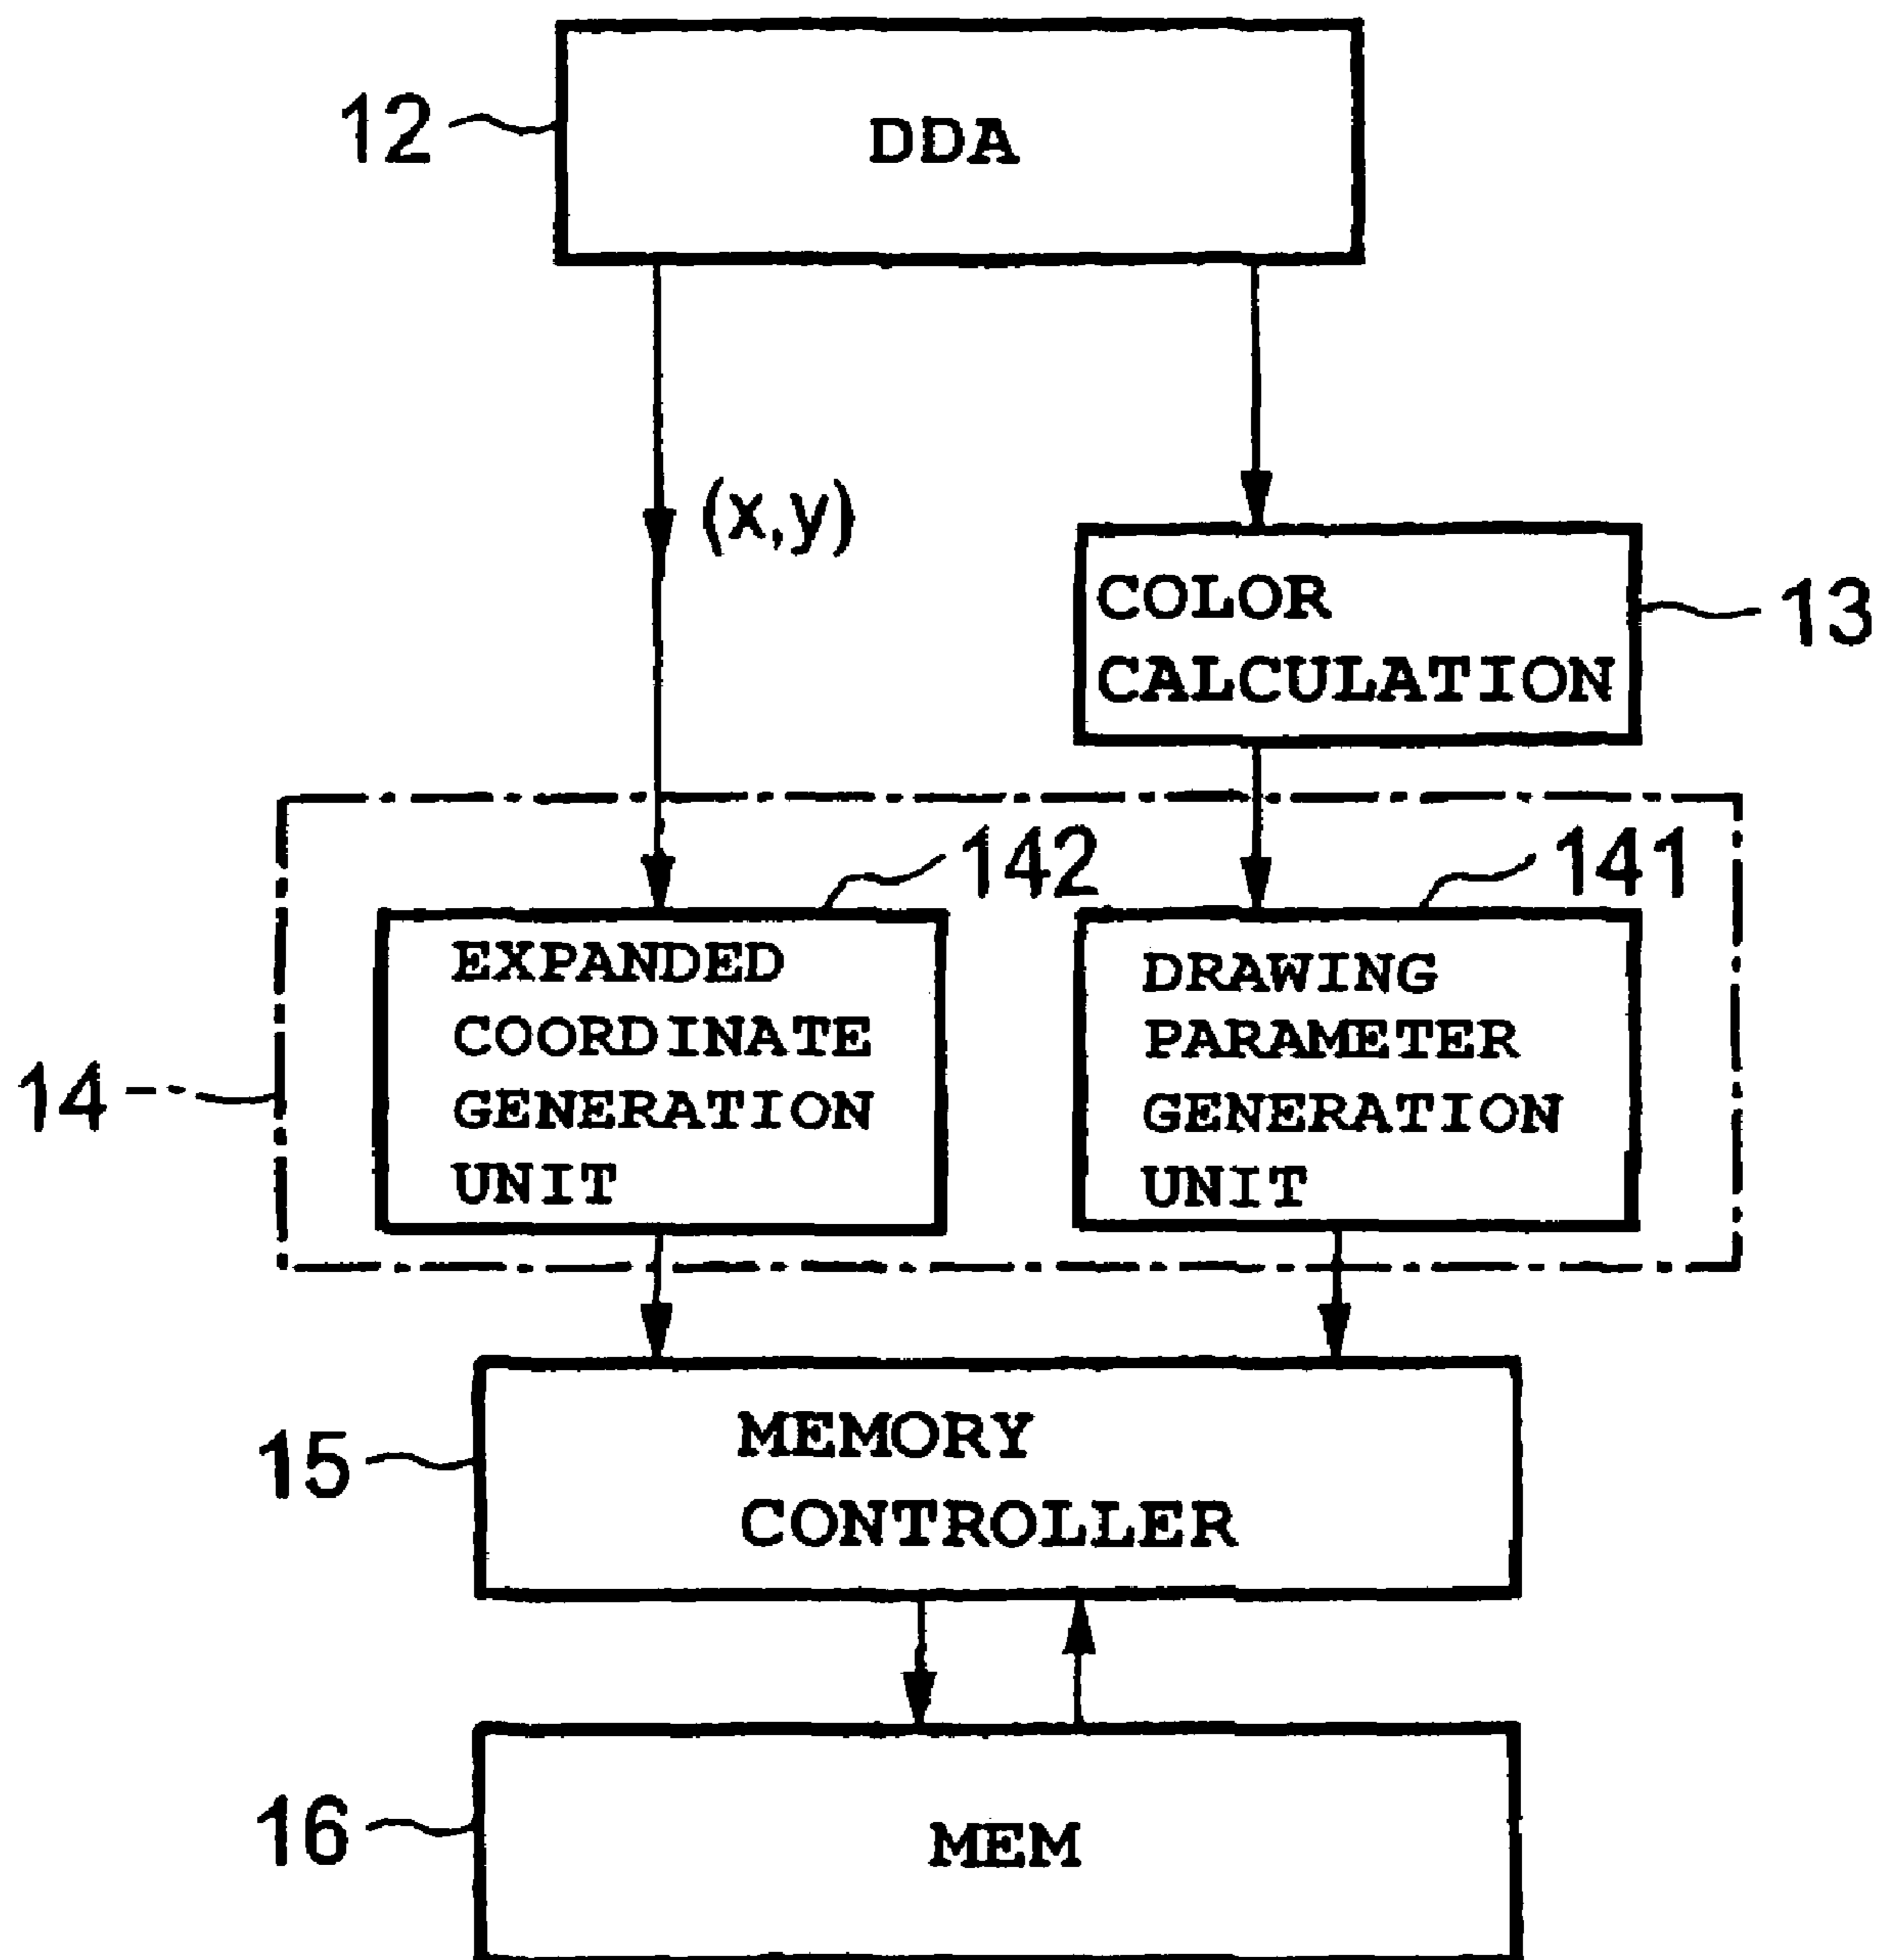 12
DDA
(x,y)
COLOR
CALCULATION
13
142
141
EXPANDED
COORDINATE
GENERATION
UNIT
DRAWING
PARAMETER
GENERATION
UNIT
14
15
MEMORY
CONTROLLER
16
MEM